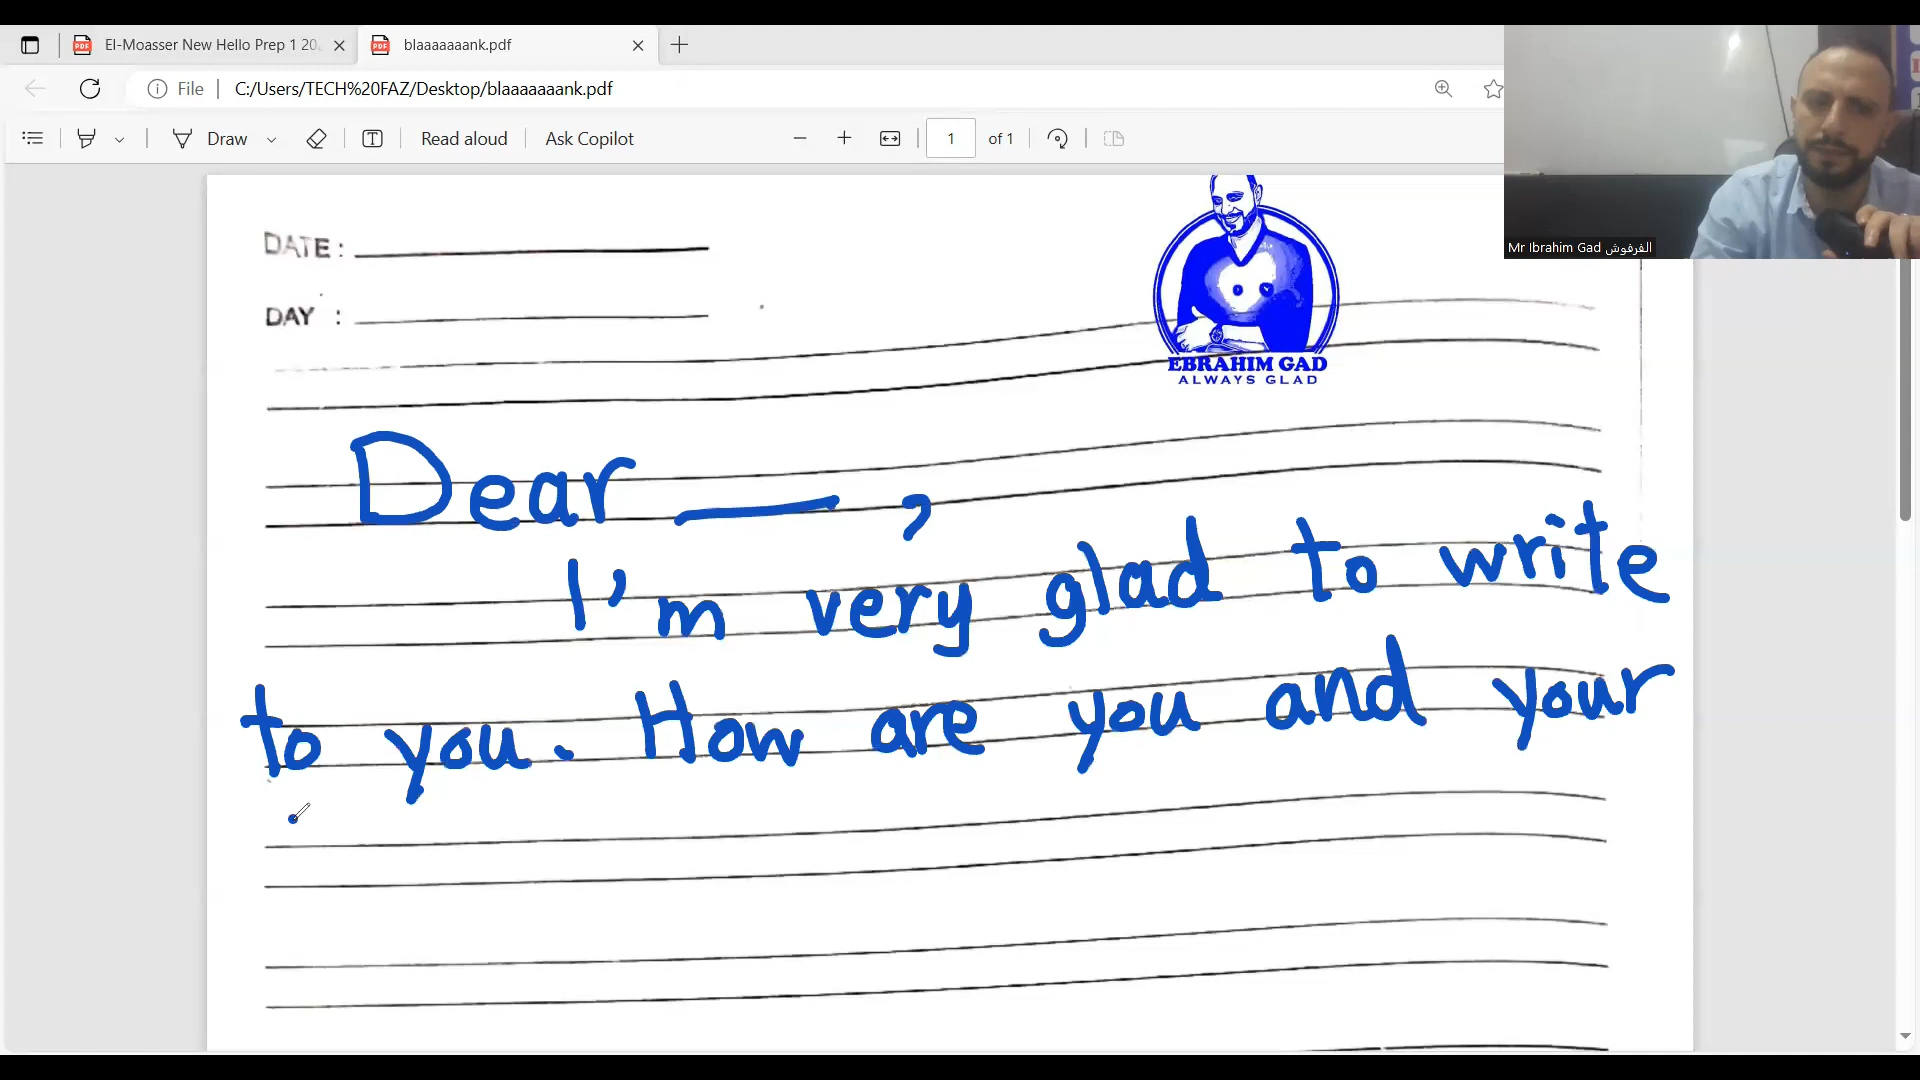 El-Moasser New Hello Prep 1 20
blaaaaaaank.pdf
File
C:/Users/TECH%20FAZ/Desktop/blaaaaaaank.pdf
Draw
Read aloud
Ask Copilot
1
of 1
Mr Ibrahim Gad الفرفوش
DATE :
DAY :
EBRAHIM GAD
ALWAYS GLAD
Dear ____ ,
I'm very glad to write
to you. How are you and your